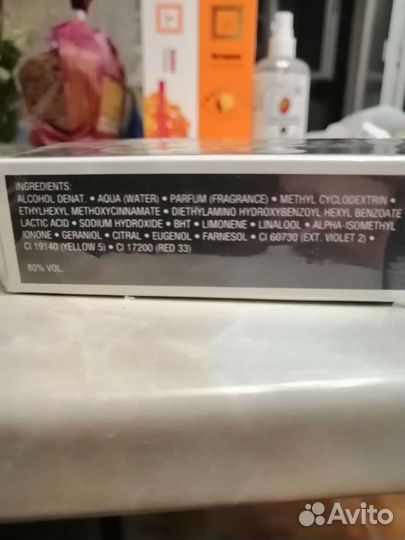 INGREDIENTS:
ALCOHOL DENAT. • AQUA (WATER) • PARFUM (FRAGRANCE) • METHYL CYCLODEXTRIN •
ETHYLHEXYL METHOXYCINNAMATE • DIETHYLAMINO HYDROXYBENZOYL HEXYL BENZOATE
LACTIC ACID • SODIUM HYDROXIDE • BHT • LIMONENE • LINALOOL • ALPHA-ISOMETHYL
IONONE • GERANIOL • CITRAL • EUGENOL • FARNESOL • CI 60730 (EXT. VIOLET 2) •
CI 19140 (YELLOW 5) • CI 17200 (RED 33)
80% VOL.
Avito